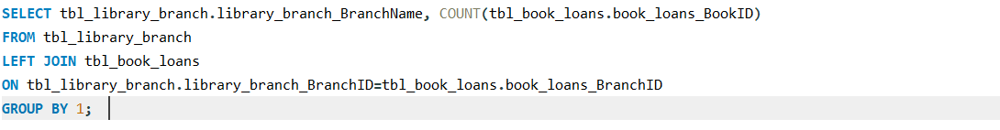 SELECT tbl_library_branch.library_branch_BranchName, COUNT(tbl_book_loans.book_loans_BookID)
FROM tbl_library_branch
LEFT JOIN tbl_book_loans
ON tbl_library_branch.library_branch_BranchID=tbl_book_loans.book_loans_BranchID
GROUP BY 1;